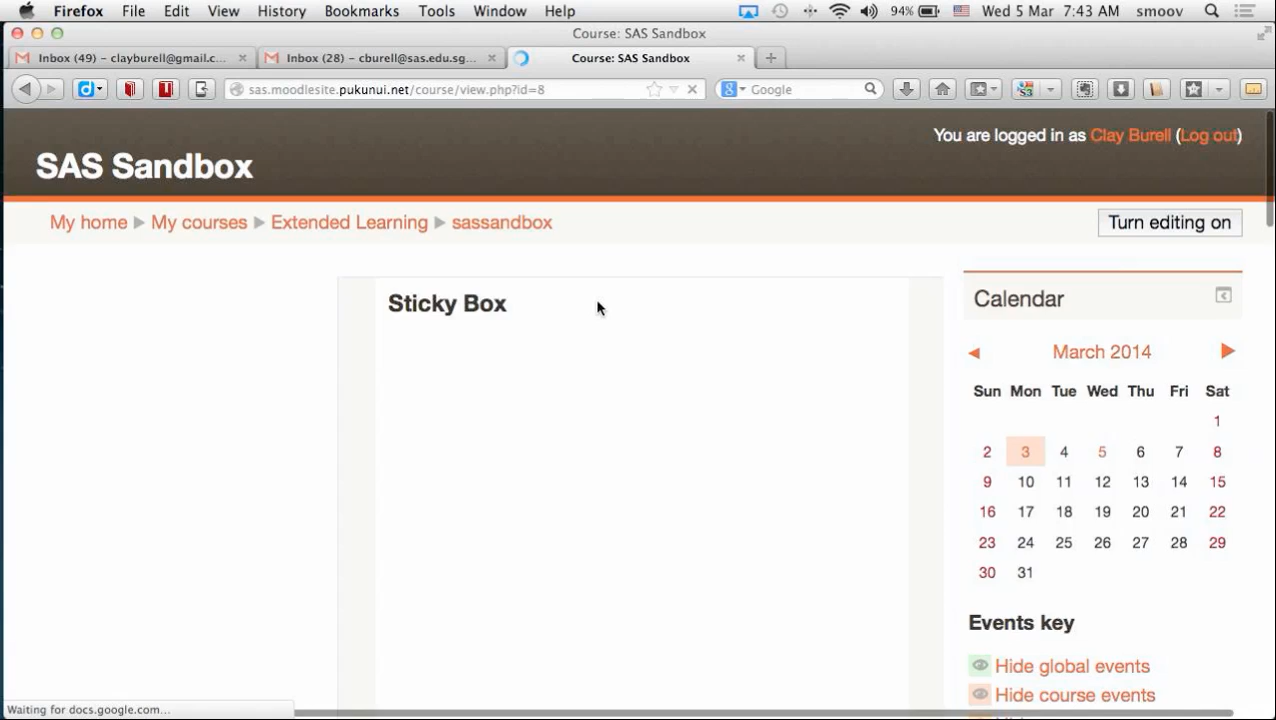 Firefox File Edit View History Bookmarks Tools Window Help 94% Wed 5 Mar 7:43 AM smoov
Course: SAS Sandbox
Inbox (49) – clayburell@gmail.c... Inbox (28) – cburell@sas.edu.sg... Course: SAS Sandbox
sas.moodlesite.pukunui.net/course/view.php?id=8 Google
You are logged in as Clay Burell (Log out)
SAS Sandbox
My home My courses Extended Learning sassandbox Turn editing on
Sticky Box
Calendar
March 2014
Sun Mon Tue Wed Thu Fri Sat
1
2 3 4 5 6 7 8
9 10 11 12 13 14 15
16 17 18 19 20 21 22
23 24 25 26 27 28 29
30 31
Events key
Hide global events
Hide course events
Waiting for docs.google.com...